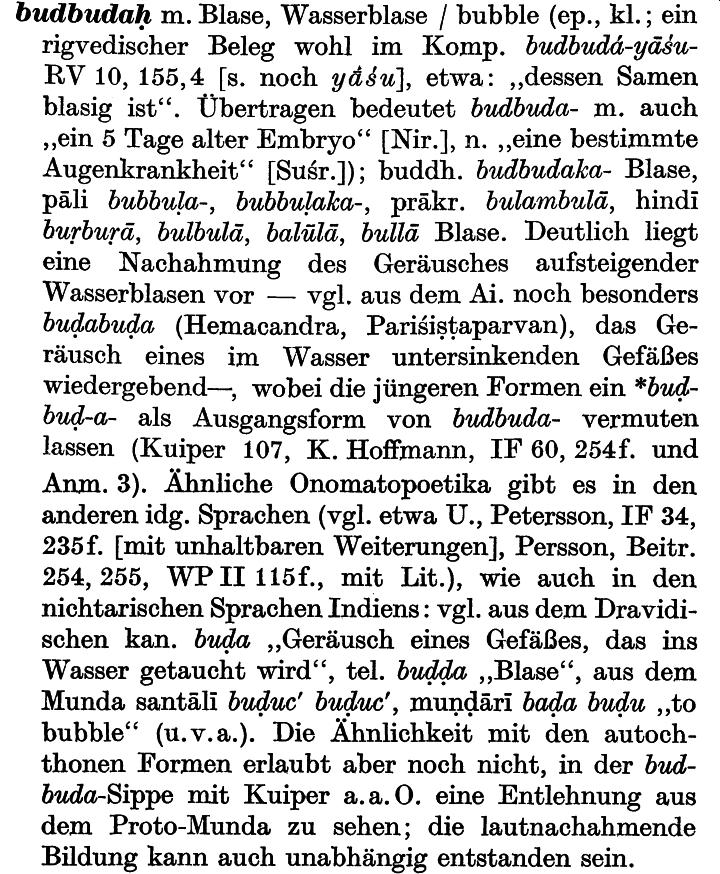 budbudaḥ m. Blase, Wasserblase / bubble (ep., kl.; ein
rigvedischer Beleg wohl im Komp. budbudá-yāśu-
RV 10, 155,4 [s. noch yā́śu], etwa: „dessen Samen
blasig ist“. Übertragen bedeutet budbuda- m. auch
„ein 5 Tage alter Embryo“ [Nir.], n. „eine bestimmte
Augenkrankheit“ [Suśr.]); buddh. budbudaka- Blase,
pāli bubbuḷa-, bubbuḷaka-, prākr. bulambulā, hindī
buṛbuṛā, bulbulā, balūlā, bullā Blase. Deutlich liegt
eine Nachahmung des Geräusches aufsteigender
Wasserblasen vor — vgl. aus dem Ai. noch besonders
buḍabuḍa (Hemacandra, Pariśiṣṭaparvan), das Ge-
räusch eines im Wasser untersinkenden Gefäßes
wiedergebend—, wobei die jüngeren Formen ein *buḍ-
buḍ-a- als Ausgangsform von budbuda- vermuten
lassen (Kuiper 107, K. Hoffmann, IF 60, 254f. und
Anm. 3). Ähnliche Onomatopoetika gibt es in den
anderen idg. Sprachen (vgl. etwa U., Petersson, IF 34,
235f. [mit unhaltbaren Weiterungen], Persson, Beitr.
254, 255, WP II 115f., mit Lit.), wie auch in den
nichtarischen Sprachen Indiens: vgl. aus dem Dravidi-
schen kan. buḍa „Geräusch eines Gefäßes, das ins
Wasser getaucht wird“, tel. buḍḍa „Blase“, aus dem
Munda santālī buḍuc' buḍuc', muṇḍārī baḍa buḍu „to
bubble“ (u.v.a.). Die Ähnlichkeit mit den autoch-
thonen Formen erlaubt aber noch nicht, in der bud-
buda-Sippe mit Kuiper a.a.O. eine Entlehnung aus
dem Proto-Munda zu sehen; die lautnachahmende
Bildung kann auch unabhängig entstanden sein.